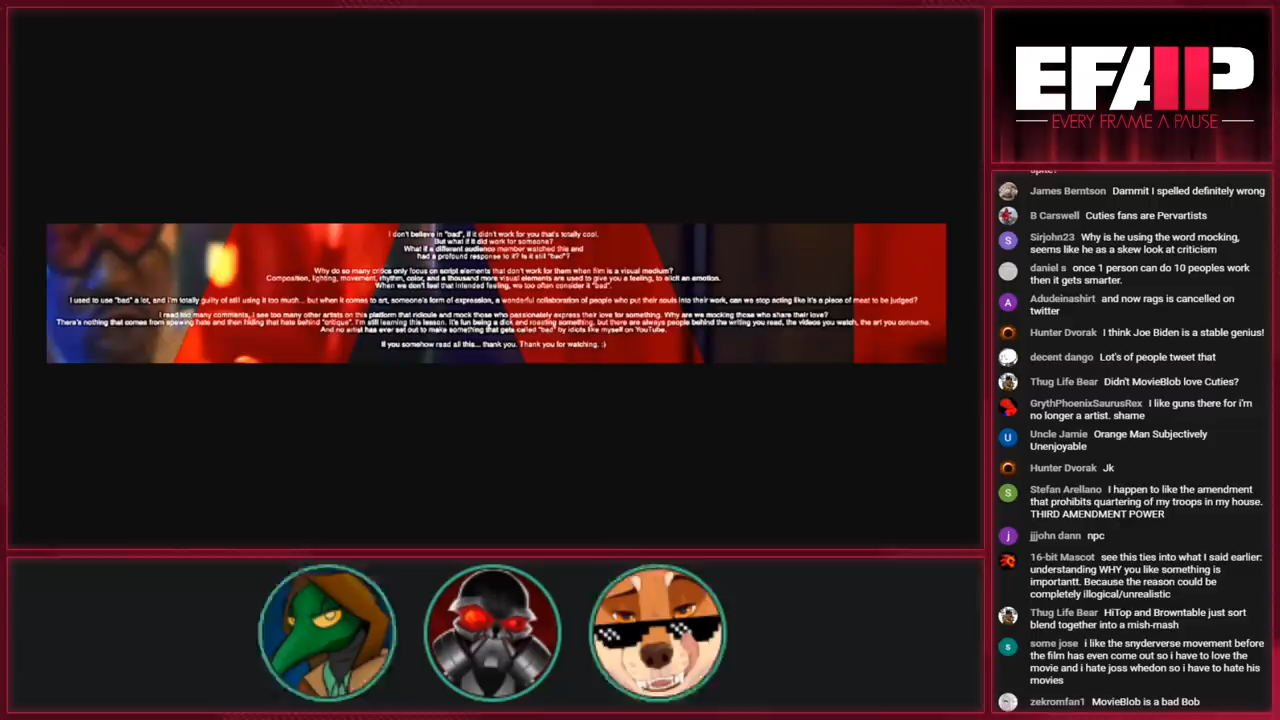 I don't believe in "bad", if it didn't work for you that's totally cool.
But what if it did work for someone?
What if a different audience member watched this and
had a profound response to it? Is it still "bad"?
Why do so many critics only focus on script elements that don't work for them when film is a visual medium?
Composition, lighting, movement, rhythm, color, and a thousand more visual elements are used to give you a feeling, to elicit an emotion.
When we don't feel that intended feeling, we too often consider it "bad".
I used to use "bad" a lot, and I'm totally guilty of still using it too much... but when it comes to art, someone's form of expression, a wonderful collaboration of people who put their souls into their work, can we stop acting like it's a piece of meat to be judged?
I read too many comments, I see too many other artists on this platform that ridicule and mock those who passionately express their love for something. Why are we mocking those who share their love?
There's nothing that comes from spewing hate and then hiding that hate behind "critique". I'm still learning this lesson. It's fun being a dick and roasting something, but there are always people behind the writing you read, the videos you watch, the art you consume.
And no artist has ever set out to make something that gets called "bad" by idiots like myself on YouTube.
If you somehow read all this... thank you. Thank you for watching. :)
EFAP
EVERY FRAME A PAUSE
James Berntson Dammit I spelled definitely wrong
B Carswell Cuties fans are Pervartists
Sirjohn23 Why is he using the word mocking,
seems like he as a skew look at criticism
daniel s once 1 person can do 10 peoples work
then it gets smarter.
Adudeinashirt and now rags is cancelled on
twitter
Hunter Dvorak I think Joe Biden is a stable genius!
decent dango Lot's of people tweet that
Thug Life Bear Didn't MovieBlob love Cuties?
GrythPhoenixSaurusRex I like guns there for i'm
no longer a artist. shame
U Uncle Jamie Orange Man Subjectively
Unenjoyable
Hunter Dvorak Jk
S Stefan Arellano I happen to like the amendment
that prohibits quartering of my troops in my house.
THIRD AMENDMENT POWER
j jjjohn dann npc
16-bit Mascot see this ties into what I said earlier:
understanding WHY you like something is
importantt. Because the reason could be
completely illogical/unrealistic
Thug Life Bear HiTop and Browntable just sort
blend together into a mish-mash
s some jose i like the snyderverse movement before
the film has even come out so i have to love the
movie and i hate joss whedon so i have to hate his
movies
zekromfan1 MovieBlob is a bad Bob